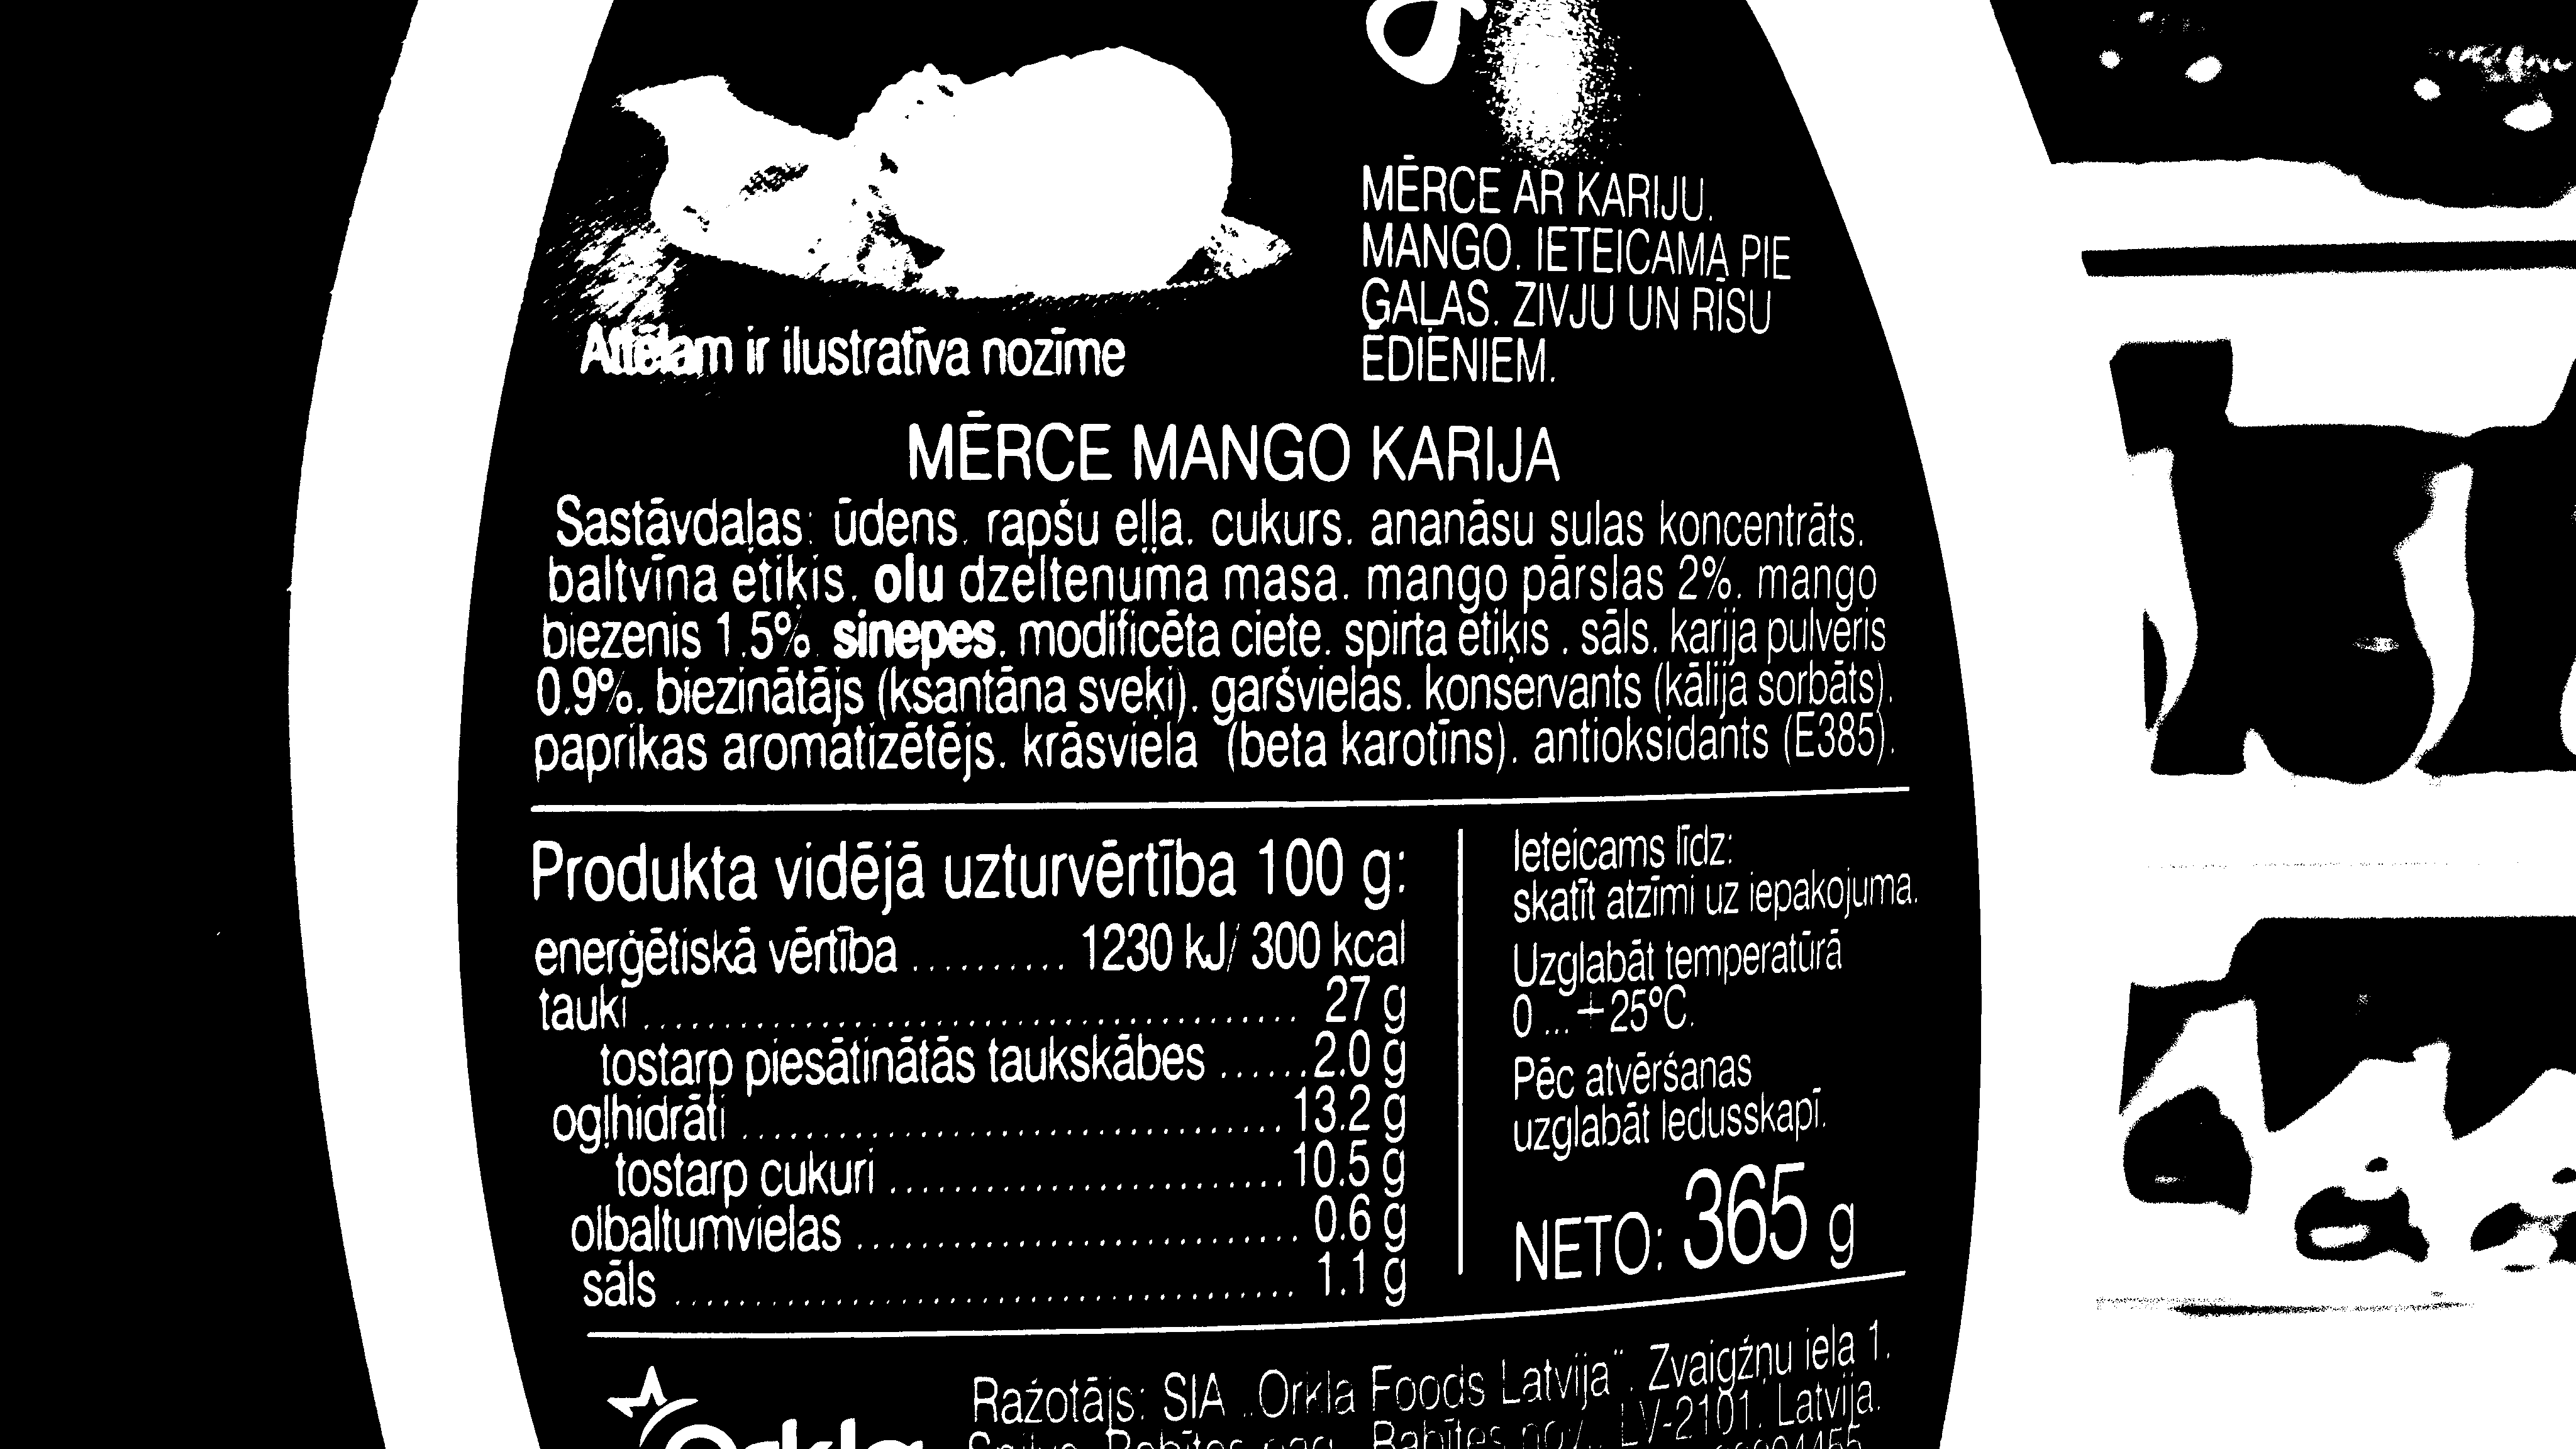 MĒRCE AR KARIJU.
MANGO. IETEICAMA PIE
GAĻAS. ZIVJU UN RĪSU
ĒDIENIEM.
Attēlam ir ilustratīva nozīme
MĒRCE MANGO KARIJA
Sastāvdaļas: ūdens. rapšu eļļa. cukurs. ananāsu sulas koncentrāts.
baltvīna etiķis. olu dzeltenuma masa. mango pārslas 2%. mango
biezenis 1.5%. sinepes. modificēta ciete. spirta etiķis . sāls. karija pulveris
0.9%. biezinātājs (ksantāna sveķi). garšvielas. konservants (kālija sorbāts).
paprikas aromatizētējs. krāsviela (beta karotīns). antioksidants (E385).
Produkta vidējā uzturvērtība 100 g:
enerģētiskā vērtība .......... 1230 kJ/ 300 kcal
tauki ..................................... 27 g
tostarp piesātinātās taukskābes ...... 2.0 g
ogļhidrāti ................................ 13.2 g
tostarp cukuri ........................ 10.5 g
olbaltumvielas ........................... 0.6 g
sāls ..................................... 1.1 g
Ieteicams līdz:
skatīt atzīmi uz iepakojuma.
Uzglabāt temperatūrā
0 ... +25°C.
Pēc atvēršanas
uzglabāt ledusskapī.
NETO: 365 g
Ražotājs: SIA „Orkla Foods Latvija". Zvaigžņu iela 1.
Orkla
LV-2101. Latvija.